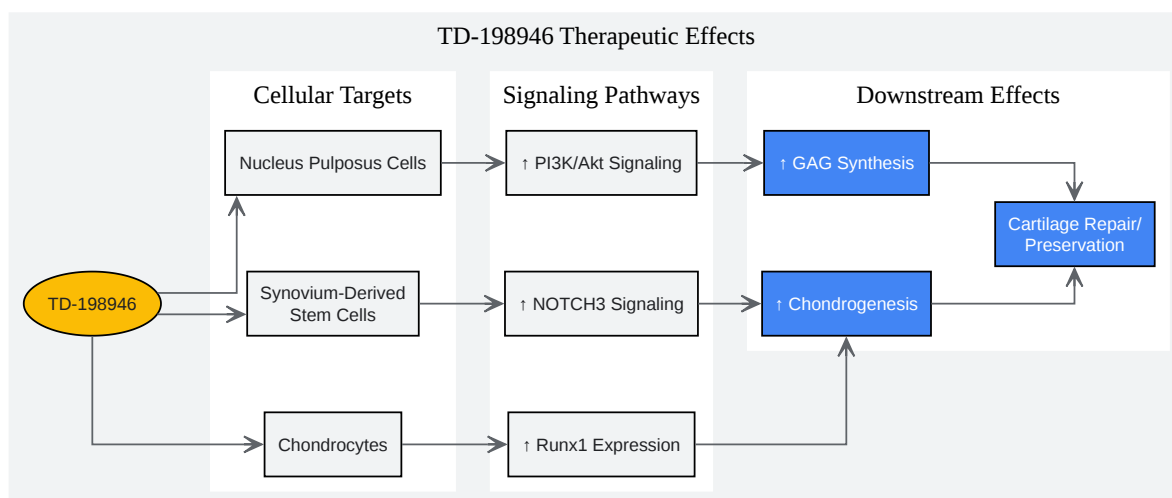 TD-198946 Therapeutic Effects
Cellular Targets
Signaling Pathways
Downstream Effects
Nucleus Pulposus Cells
↑ PI3K/Akt Signaling
↑ GAG Synthesis
Cartilage Repair/
Preservation
TD-198946
Synovium-Derived
Stem Cells
↑ NOTCH3 Signaling
↑ Chondrogenesis
Chondrocytes
↑ Runx1 Expression